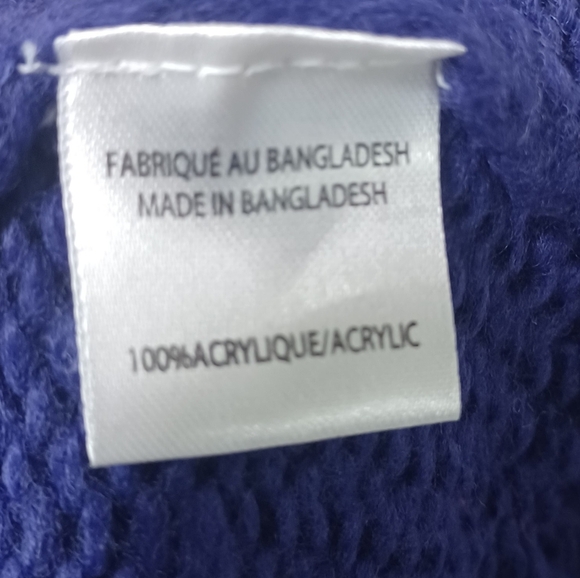 FABRIQUÉ AU BANGLADESH
MADE IN BANGLADESH
100%ACRYLIQUE/ACRYLIC